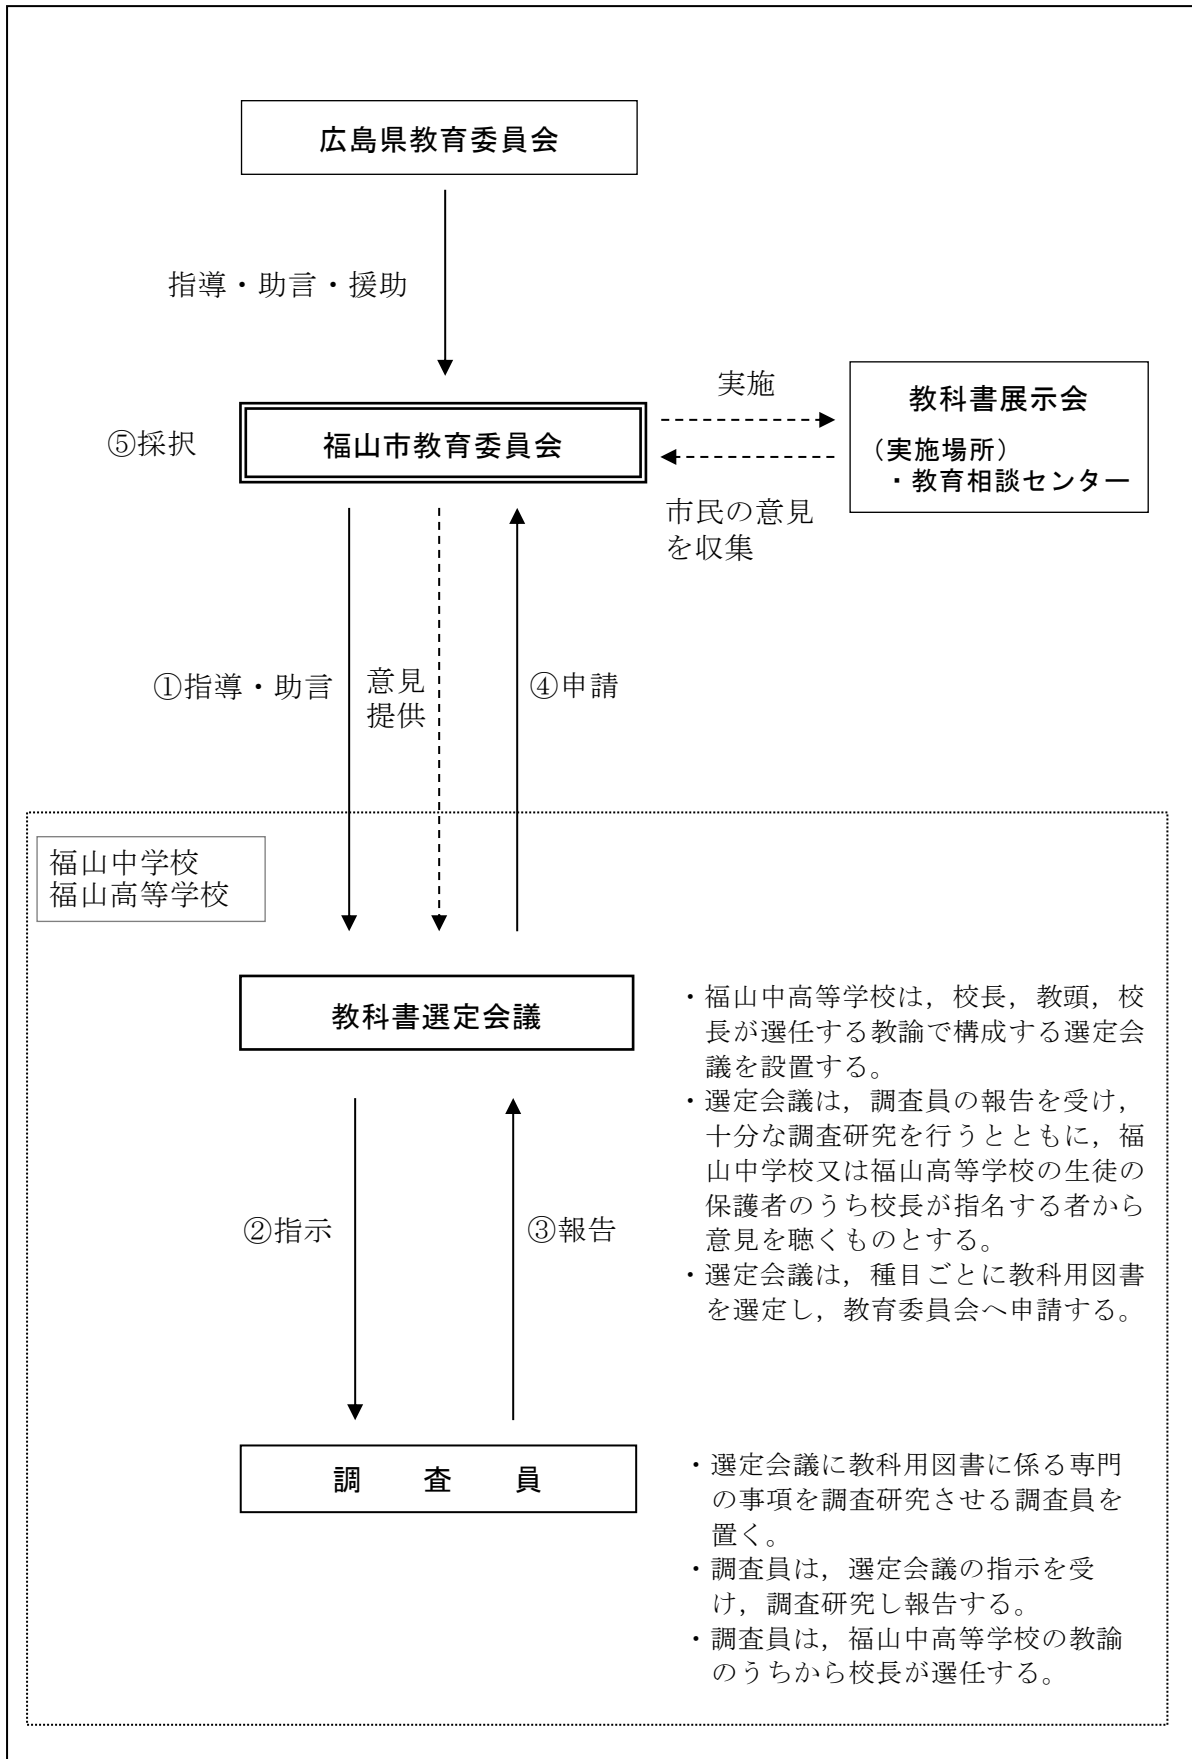 広島県教育委員会
指導・助言・援助
実施
教科書展示会
（実施場所）
・教育相談センター
⑤採択
福山市教育委員会
市民の意見
を収集
①指導・助言
意見
提供
④申請
福山中学校
福山高等学校
教科書選定会議
・福山中高等学校は，校長，教頭，校
長が選任する教諭で構成する選定会
議を設置する。
・選定会議は，調査員の報告を受け，
十分な調査研究を行うとともに，福
山中学校又は福山高等学校の生徒の
保護者のうち校長が指名する者から
意見を聴くものとする。
・選定会議は，種目ごとに教科用図書
を選定し，教育委員会へ申請する。
②指示
③報告
調　査　員
・選定会議に教科用図書に係る専門
の事項を調査研究させる調査員を
置く。
・調査員は，選定会議の指示を受
け，調査研究し報告する。
・調査員は，福山中高等学校の教諭
のうちから校長が選任する。